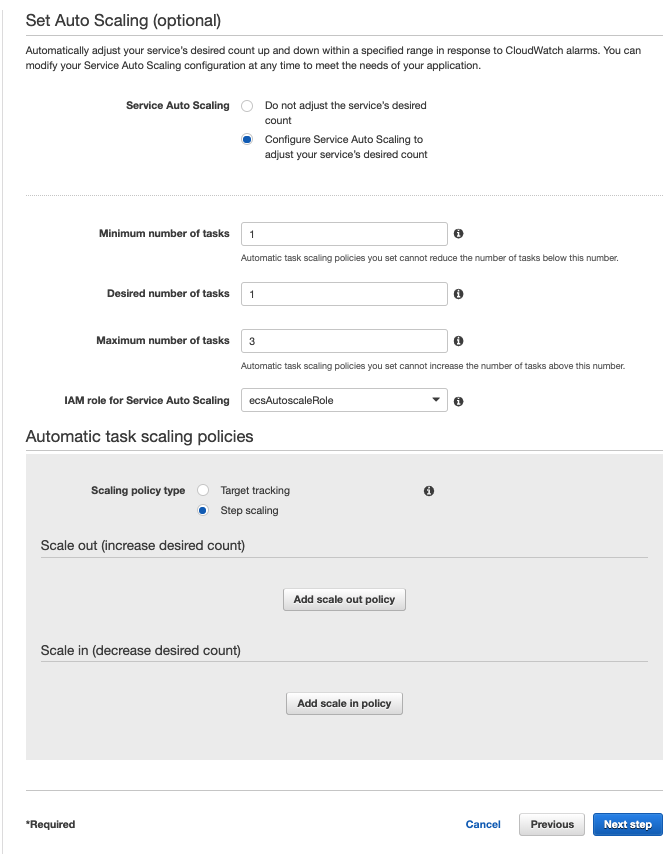 Set Auto Scaling (optional)
Automatically adjust your service's desired count up and down within a specified range in response to CloudWatch alarms. You can
modify your Service Auto Scaling configuration at any time to meet the needs of your application.
Service Auto Scaling
Do not adjust the service's desired
count
Configure Service Auto Scaling to
adjust your service's desired count
Minimum number of tasks 1
Automatic task scaling policies you set cannot reduce the number of tasks below this number.
Desired number of tasks 1
Maximum number of tasks 3
Automatic task scaling policies you set cannot increase the number of tasks above this number.
IAM role for Service Auto Scaling ecsAutoscaleRole
Automatic task scaling policies
Scaling policy type Target tracking
Step scaling
Scale out (increase desired count)
Add scale out policy
Scale in (decrease desired count)
Add scale in policy
*Required Cancel Previous Next step